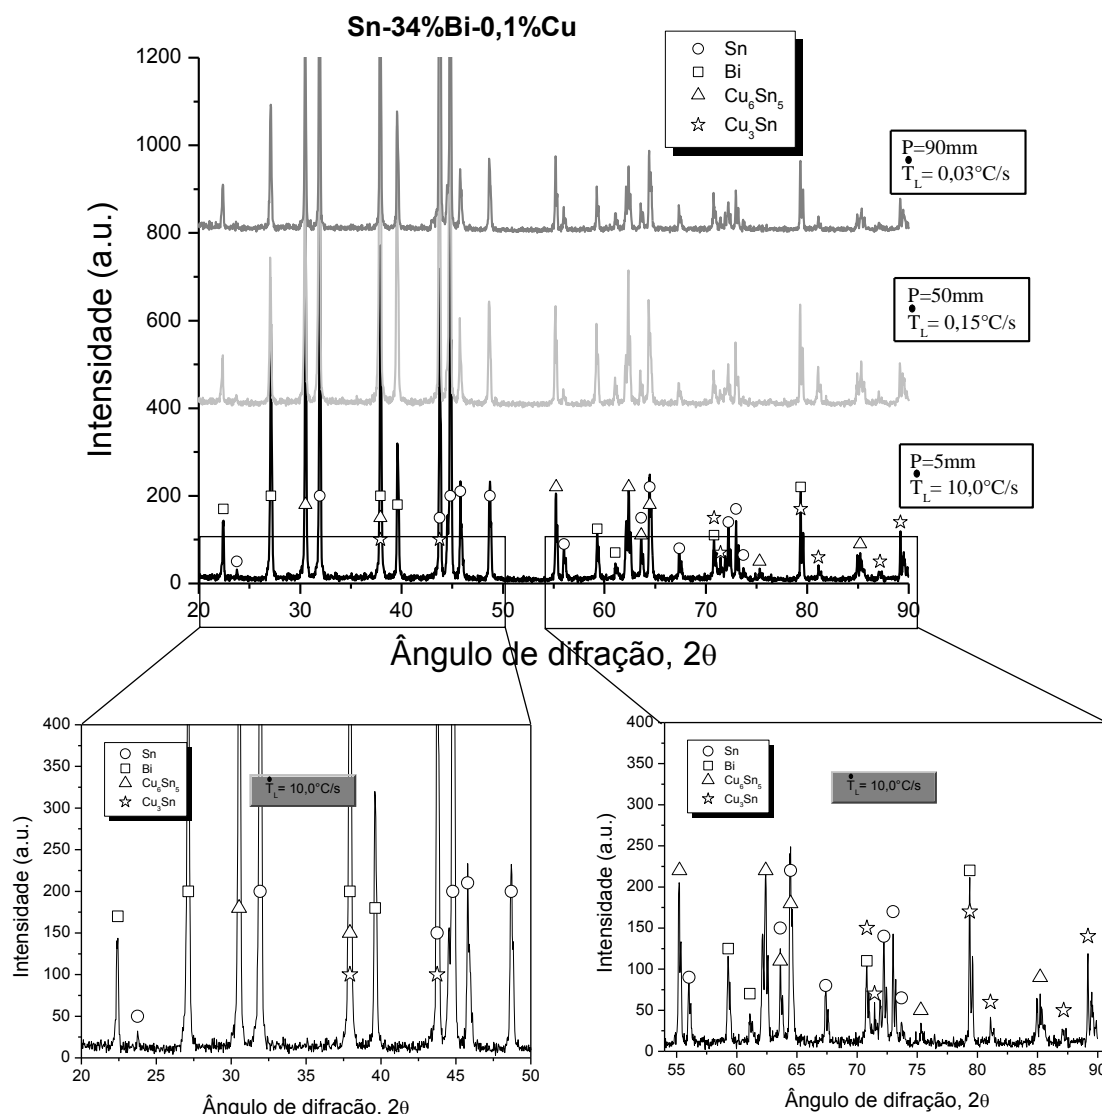 Sn-34%Bi-0,1%Cu
Sn
Bi
Cu6Sn5
Cu3Sn
1200
1000
800
600
400
200
0
Intensidade (a.u.)
P=90mm
ṪL= 0,03°C/s
P=50mm
ṪL= 0,15°C/s
P=5mm
ṪL= 10,0°C/s
20 30 40 50 60 70 80 90
Ângulo de difração, 2θ
400
350
300
250
200
150
100
50
0
Intensidade (a.u.)
Sn
Bi
Cu6Sn5
Cu3Sn
ṪL= 10,0°C/s
20 25 30 35 40 45 50
Ângulo de difração, 2θ
400
350
300
250
200
150
100
50
0
Intensidade (a.u.)
Sn
Bi
Cu6Sn5
Cu3Sn
ṪL= 10,0°C/s
55 60 65 70 75 80 85 90
Ângulo de difração, 2θ